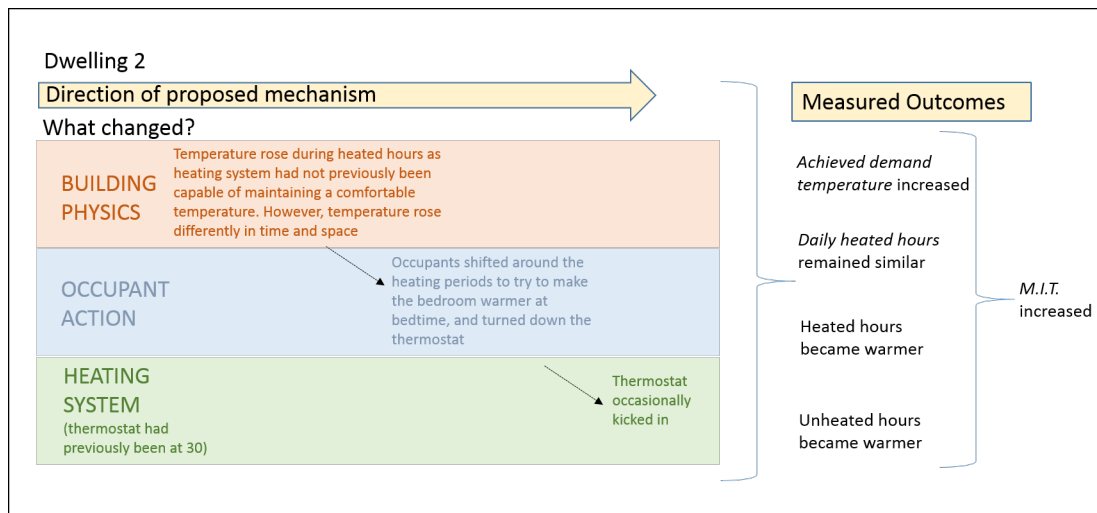 Dwelling 2
Direction of proposed mechanism
What changed?
BUILDING
PHYSICS
Temperature rose during heated hours as
heating system had not previously been
capable of maintaining a comfortable
temperature. However, temperature rose
differently in time and space
OCCUPANT
ACTION
Occupants shifted around the
heating periods to try to make
the bedroom warmer at
bedtime, and turned down the
thermostat
HEATING
SYSTEM
(thermostat had
previously been at 30)
Thermostat
occasionally
kicked in
Measured Outcomes
Achieved demand
temperature increased
Daily heated hours
remained similar
Heated hours
became warmer
Unheated hours
became warmer
M.I.T.
increased